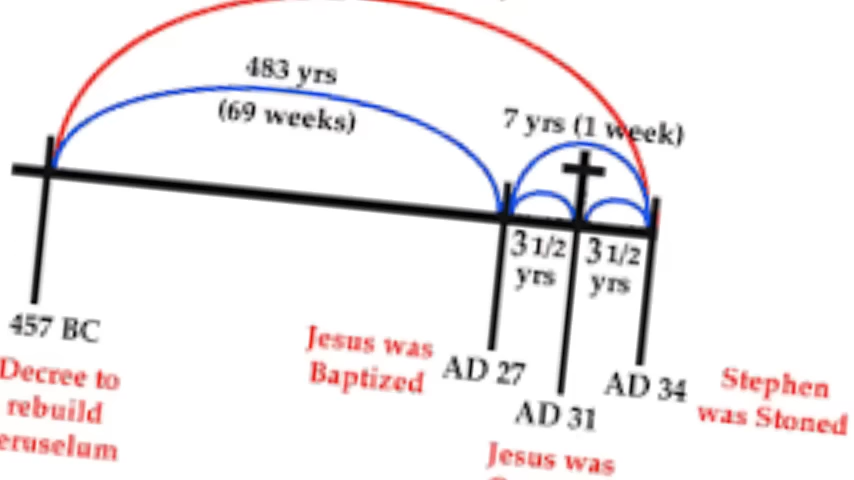 483 yrs
(69 weeks)
7 yrs (1 week)
3 1/2
yrs
3 1/2
yrs
457 BC
Decree to
rebuild
eruselum
Jesus was
Baptized
AD 27
AD 31
Jesus was
AD 34
Stephen
was Stoned